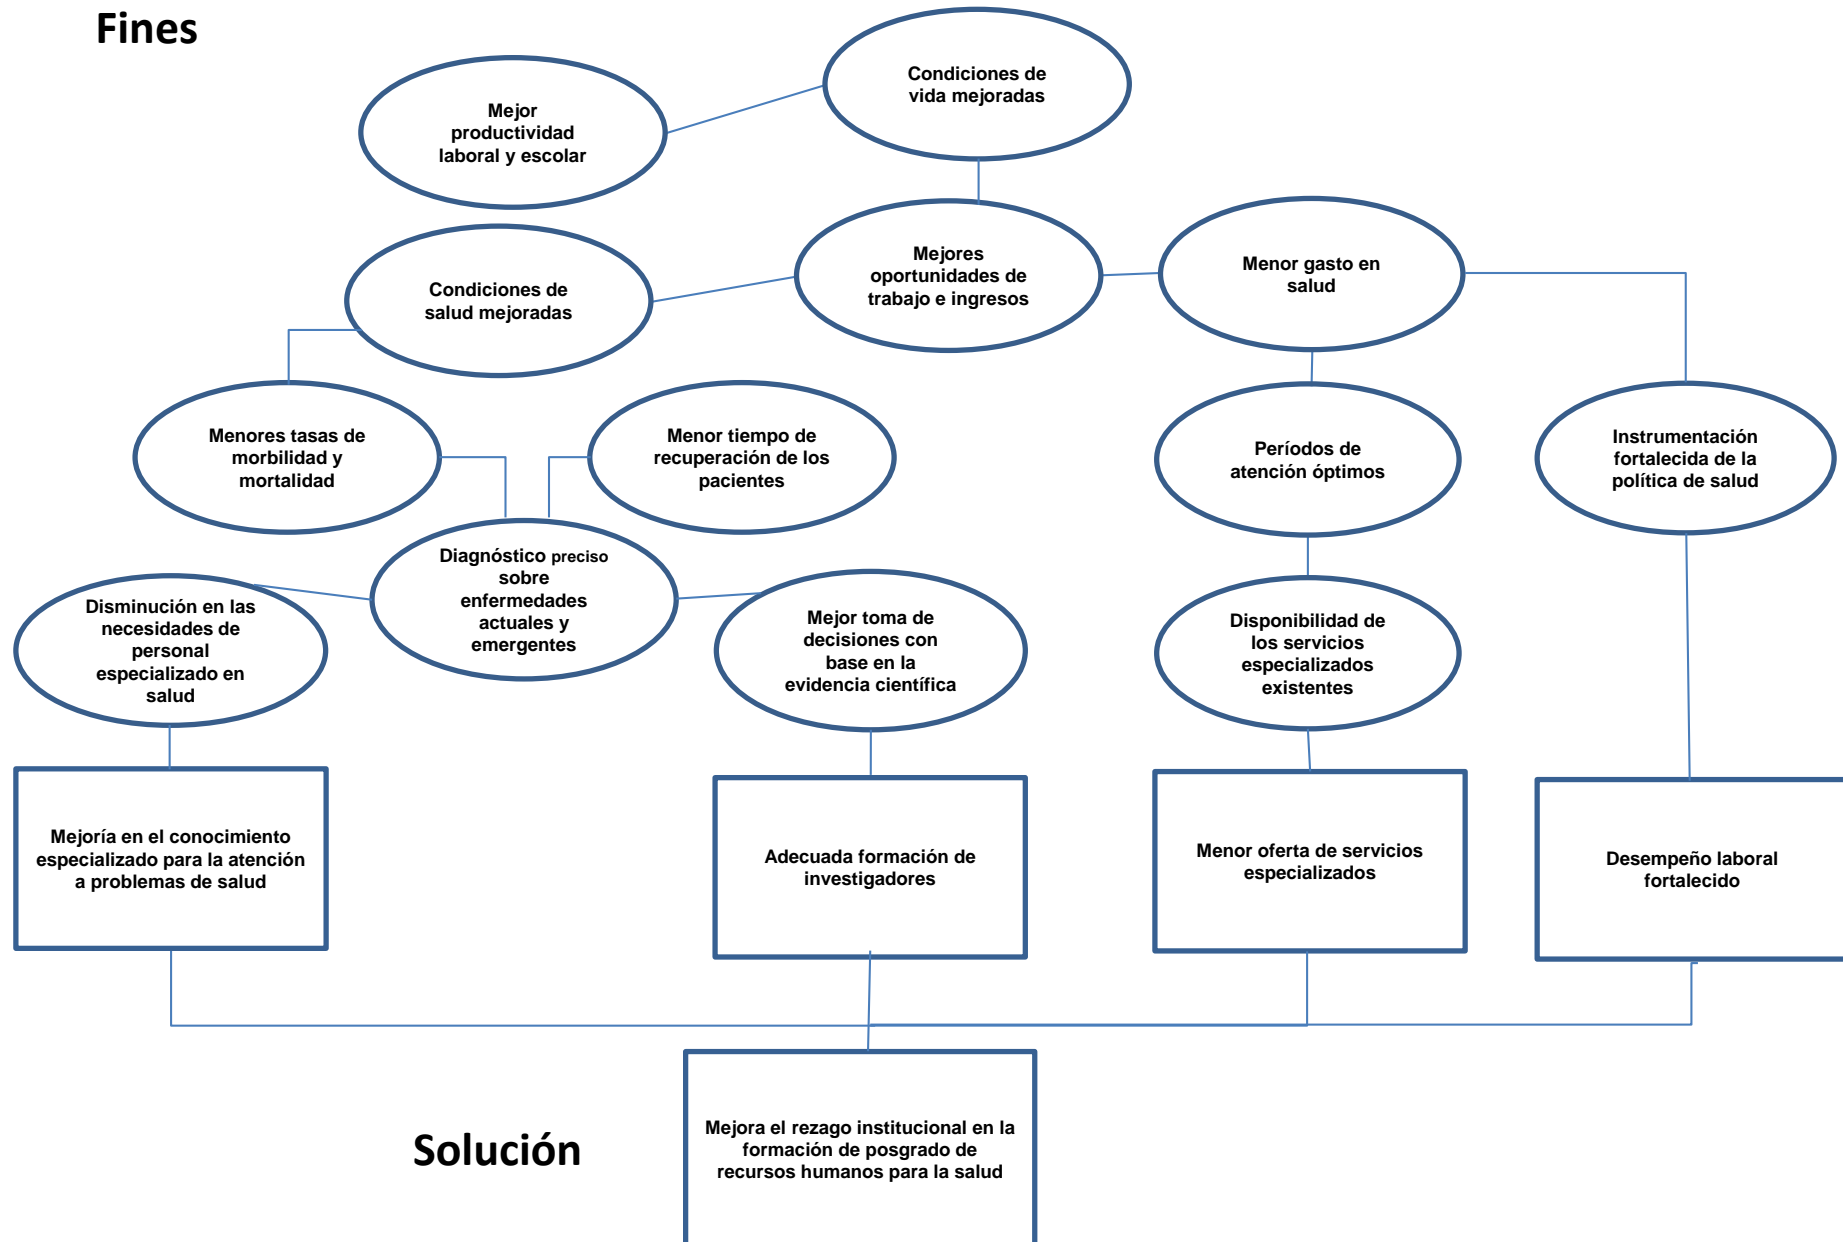 Fines
Condiciones de
vida mejoradas
Mejor
productividad
laboral y escolar
Mejores
oportunidades de
trabajo e ingresos
Menor gasto en
salud
Condiciones de
salud mejoradas
Menores tasas de
morbilidad y
mortalidad
Menor tiempo de
recuperación de los
pacientes
Períodos de
atención óptimos
Instrumentación
fortalecida de la
política de salud
Diagnóstico preciso
sobre
enfermedades
actuales y
emergentes
Disminución en las
necesidades de
personal
especializado en
salud
Mejor toma de
decisiones con
base en la
evidencia científica
Disponibilidad de
los servicios
especializados
existentes
Mejoría en el conocimiento
especializado para la atención
a problemas de salud
Adecuada formación de
investigadores
Menor oferta de servicios
especializados
Desempeño laboral
fortalecido
Solución
Mejora el rezago institucional en la
formación de posgrado de
recursos humanos para la salud